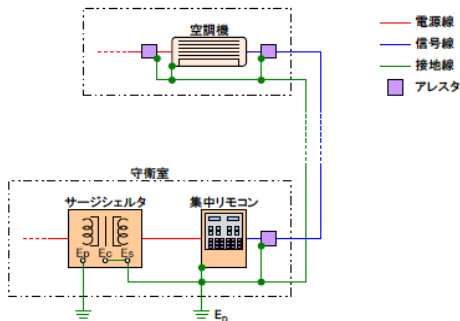 空調機
電源線
信号線
接地線
アレスタ
守衛室
サージシェルタ
集中リモコン
Ep Ec Es
ED